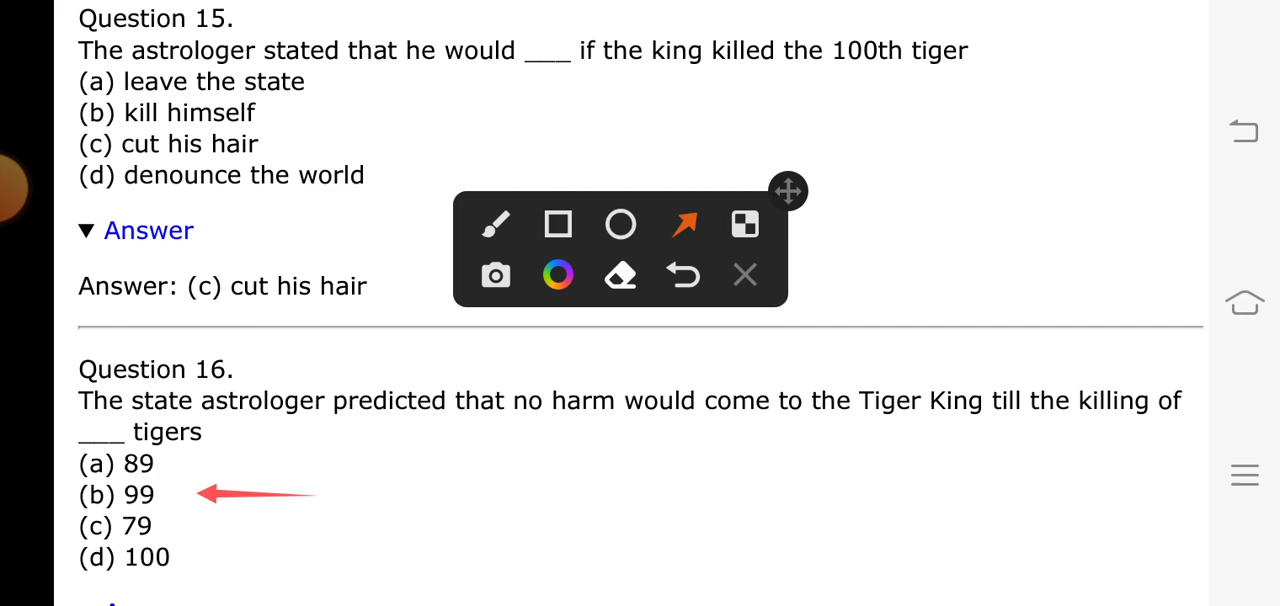 Question 15.
The astrologer stated that he would ___ if the king killed the 100th tiger
(a) leave the state
(b) kill himself
(c) cut his hair
(d) denounce the world
▼ Answer
Answer: (c) cut his hair
Question 16.
The state astrologer predicted that no harm would come to the Tiger King till the killing of
___ tigers
(a) 89
(b) 99
(c) 79
(d) 100